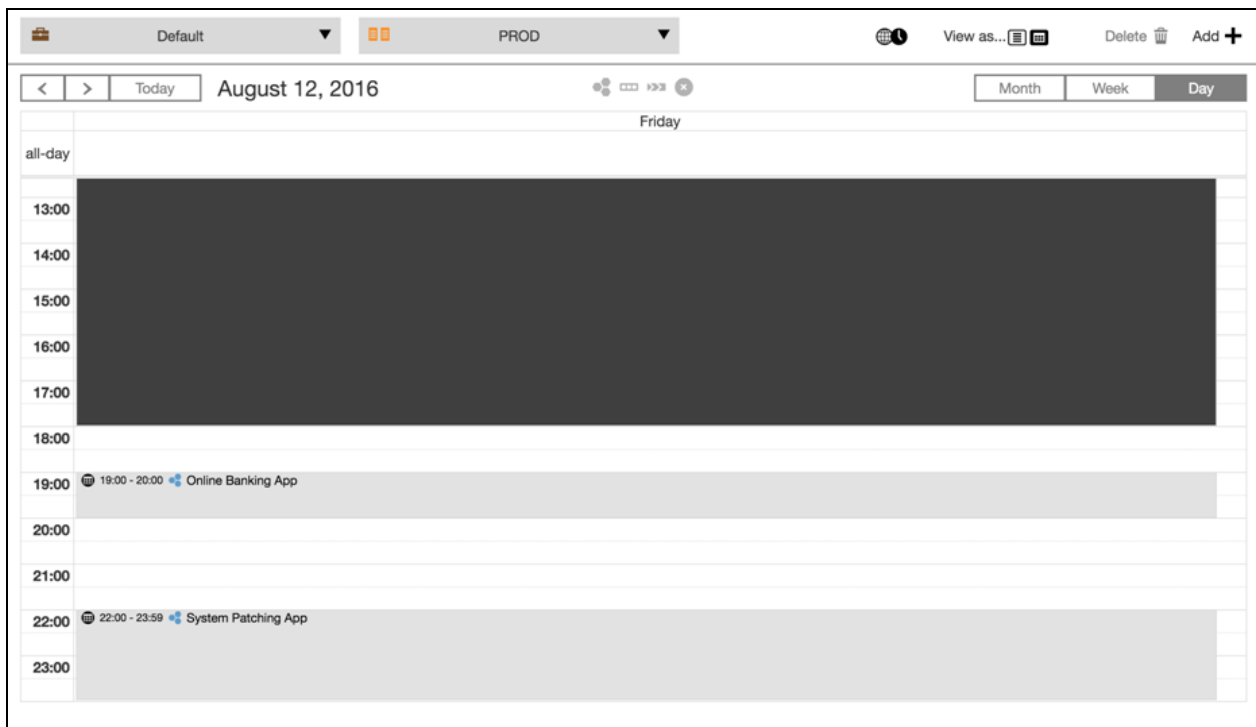 Default PROD View as... Delete Add
Today August 12, 2016 Month Week Day
Friday
all-day
13:00
14:00
15:00
16:00
17:00
18:00
19:00 19:00 - 20:00 Online Banking App
20:00
21:00
22:00 22:00 - 23:59 System Patching App
23:00